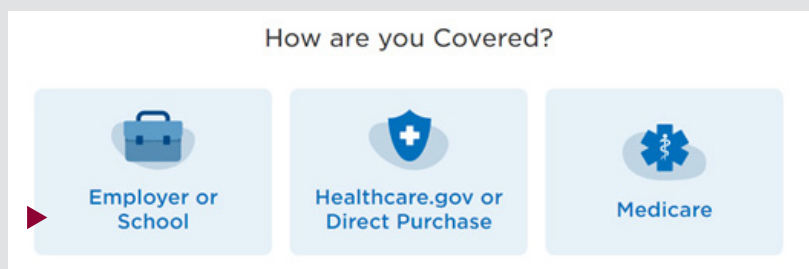 How are you Covered?
Employer or
School
Healthcare.gov or
Direct Purchase
Medicare